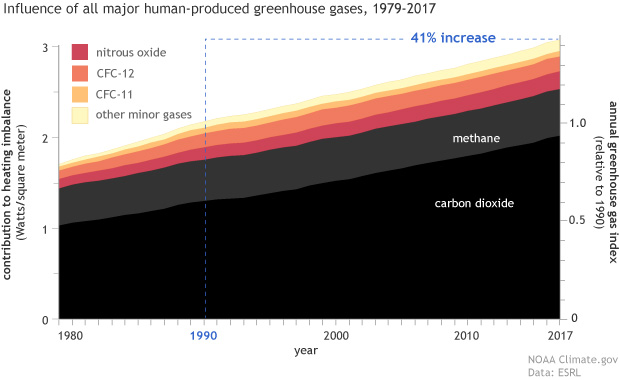 Influence of all major human-produced greenhouse gases, 1979-2017
contribution to heating imbalance
(Watts/square meter)
3
2
1
0
nitrous oxide
CFC-12
CFC-11
other minor gases
41% increase
methane
carbon dioxide
1.0
0.5
0
annual greenhouse gas index
(relative to 1990)
1980
1990
2000
2010
2017
year
NOAA Climate.gov
Data: ESRL